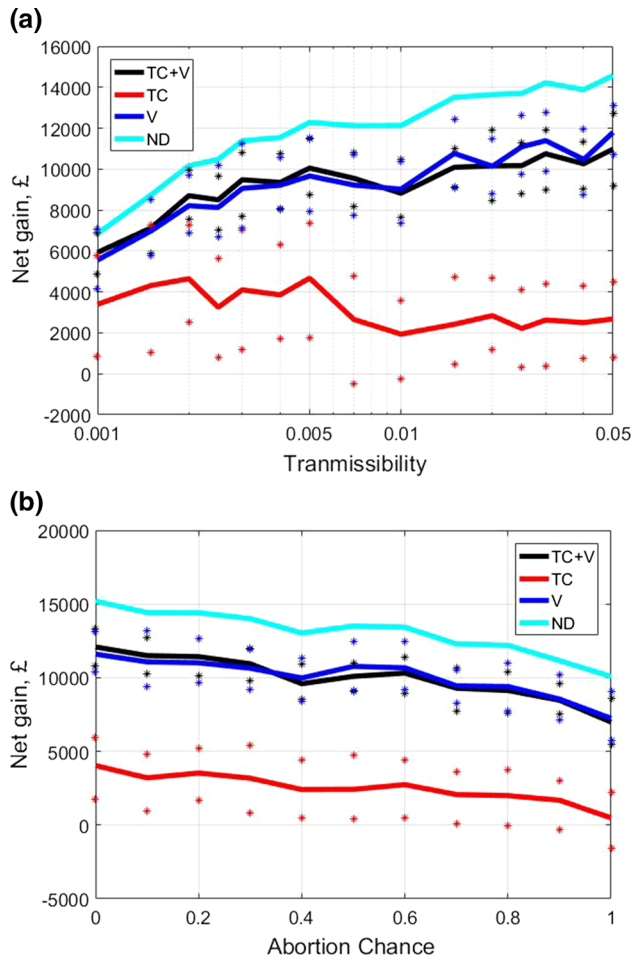 (a)
16000
14000
12000
10000
8000
6000
4000
2000
0
-2000
Net gain, £
TC+V
TC
V
ND
0.001
0.005
0.01
0.05
Tranmissibility
(b)
20000
15000
10000
5000
0
-5000
Net gain, £
TC+V
TC
V
ND
0
0.2
0.4
0.6
0.8
1
Abortion Chance